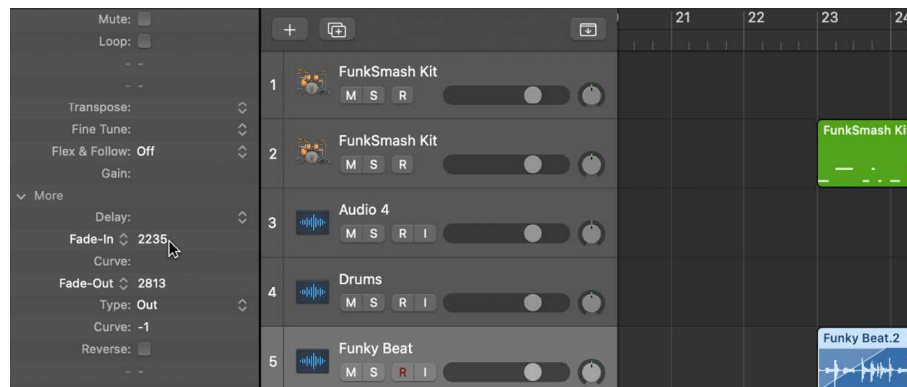 Mute:
Loop:
- -
- -
Transpose:
Fine Tune:
Flex & Follow: Off
Gain:
More
Delay:
Fade-In 2235
Curve:
Fade-Out 2813
Type: Out
Curve: -1
Reverse:
- -
21 22 23
1 FunkSmash Kit
M S R
2 FunkSmash Kit
M S R
3 Audio 4
M S R I
4 Drums
M S R I
5 Funky Beat
M S R I
FunkSmash
Funky Beat.2